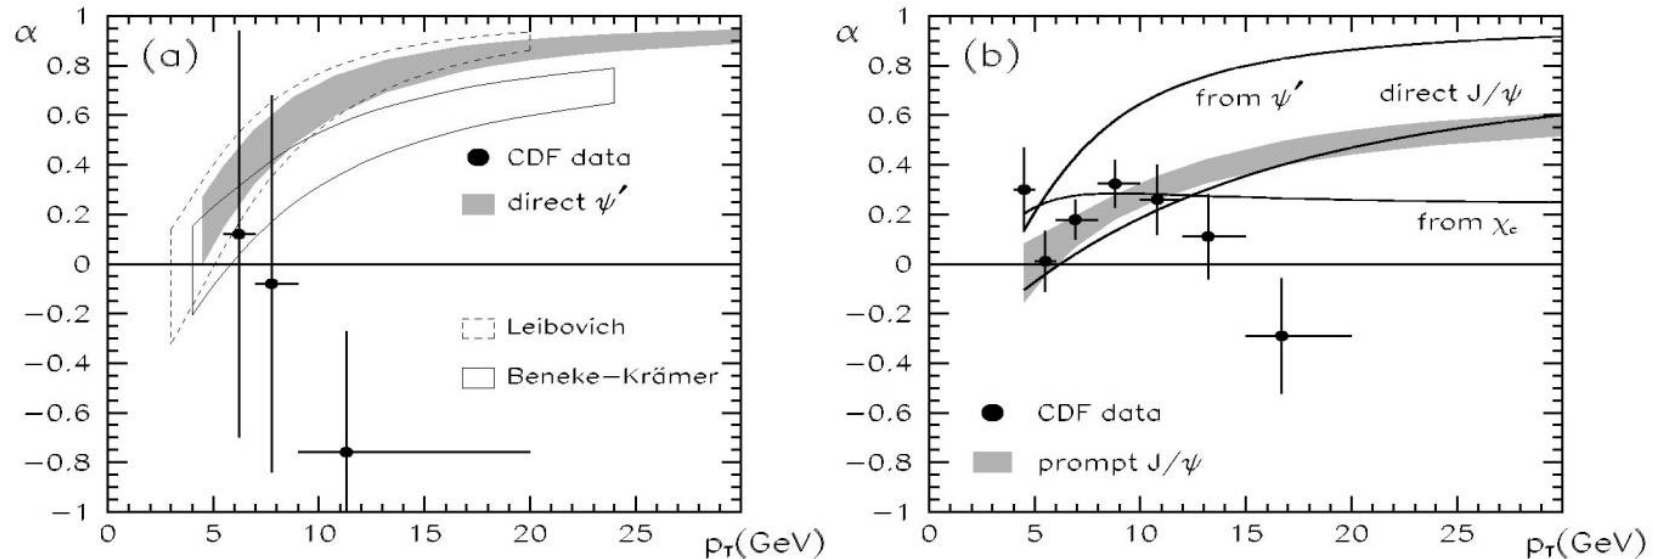 α
(a)
1
0.8
0.6
0.4
0.2
0
−0.2
−0.4
−0.6
−0.8
−1
CDF data
direct ψ′
Leibovich
Beneke−Krämer
0 5 10 15 20 25
p_T(GeV)
α
(b)
1
0.8
0.6
0.4
0.2
0
−0.2
−0.4
−0.6
−0.8
−1
from ψ′
direct J/ψ
from χ_c
CDF data
prompt J/ψ
0 5 10 15 20 25
p_T(GeV)